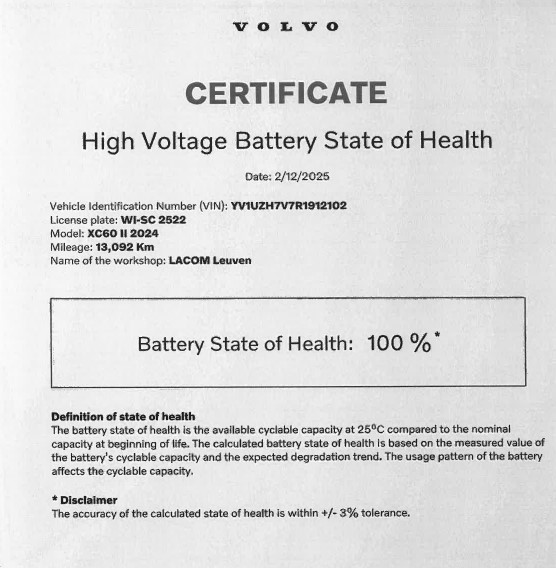 VOLVO
CERTIFICATE
High Voltage Battery State of Health
Date: 2/12/2025
Vehicle Identification Number (VIN): YV1UZH7V7R1912102
License plate: WI-SC 2522
Model: XC60 II 2024
Mileage: 13,092 Km
Name of the workshop: LACOM Leuven
Battery State of Health: 100 %*
Definition of state of health
The battery state of health is the available cyclable capacity at 25°C compared to the nominal
capacity at beginning of life. The calculated battery state of health is based on the measured value of
the battery's cyclable capacity and the expected degradation trend. The usage pattern of the battery
affects the cyclable capacity.
* Disclaimer
The accuracy of the calculated state of health is within +/- 3% tolerance.